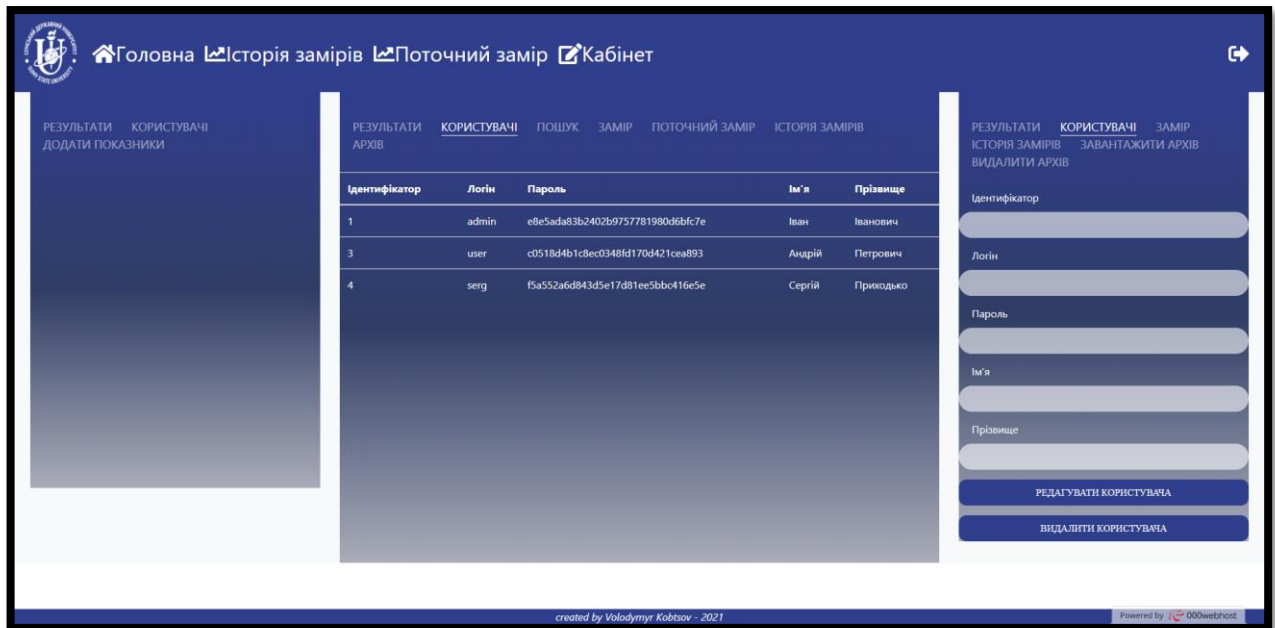 Головна Історія замірів Поточний замір Кабінет
РЕЗУЛЬТАТИ КОРИСТУВАЧІ
ДОДАТИ ПОКАЗНИКИ
РЕЗУЛЬТАТИ КОРИСТУВАЧІ ПОШУК ЗАМІР ПОТОЧНИЙ ЗАМІР ІСТОРІЯ ЗАМІРІВ
АРХІВ
Ідентифікатор Логін Пароль Ім'я Прізвище
1 admin e8e5ada83b2402b9757781980d6bfc7e Іван Іванович
3 user c0518d4b1c8ec0348fd170d421cea893 Андрій Петрович
4 serg f5a552a6d843d5e17d81ee5bbc416e5e Сергій Приходько
РЕЗУЛЬТАТИ КОРИСТУВАЧІ ЗАМІР
ІСТОРІЯ ЗАМІРІВ ЗАВАНТАЖИТИ АРХІВ
ВИДАЛИТИ АРХІВ
Ідентифікатор
Логін
Пароль
Ім'я
Прізвище
РЕДАГУВАТИ КОРИСТУВАЧА
ВИДАЛИТИ КОРИСТУВАЧА
created by Volodymyr Kobtsov - 2021
Powered by 000webhost